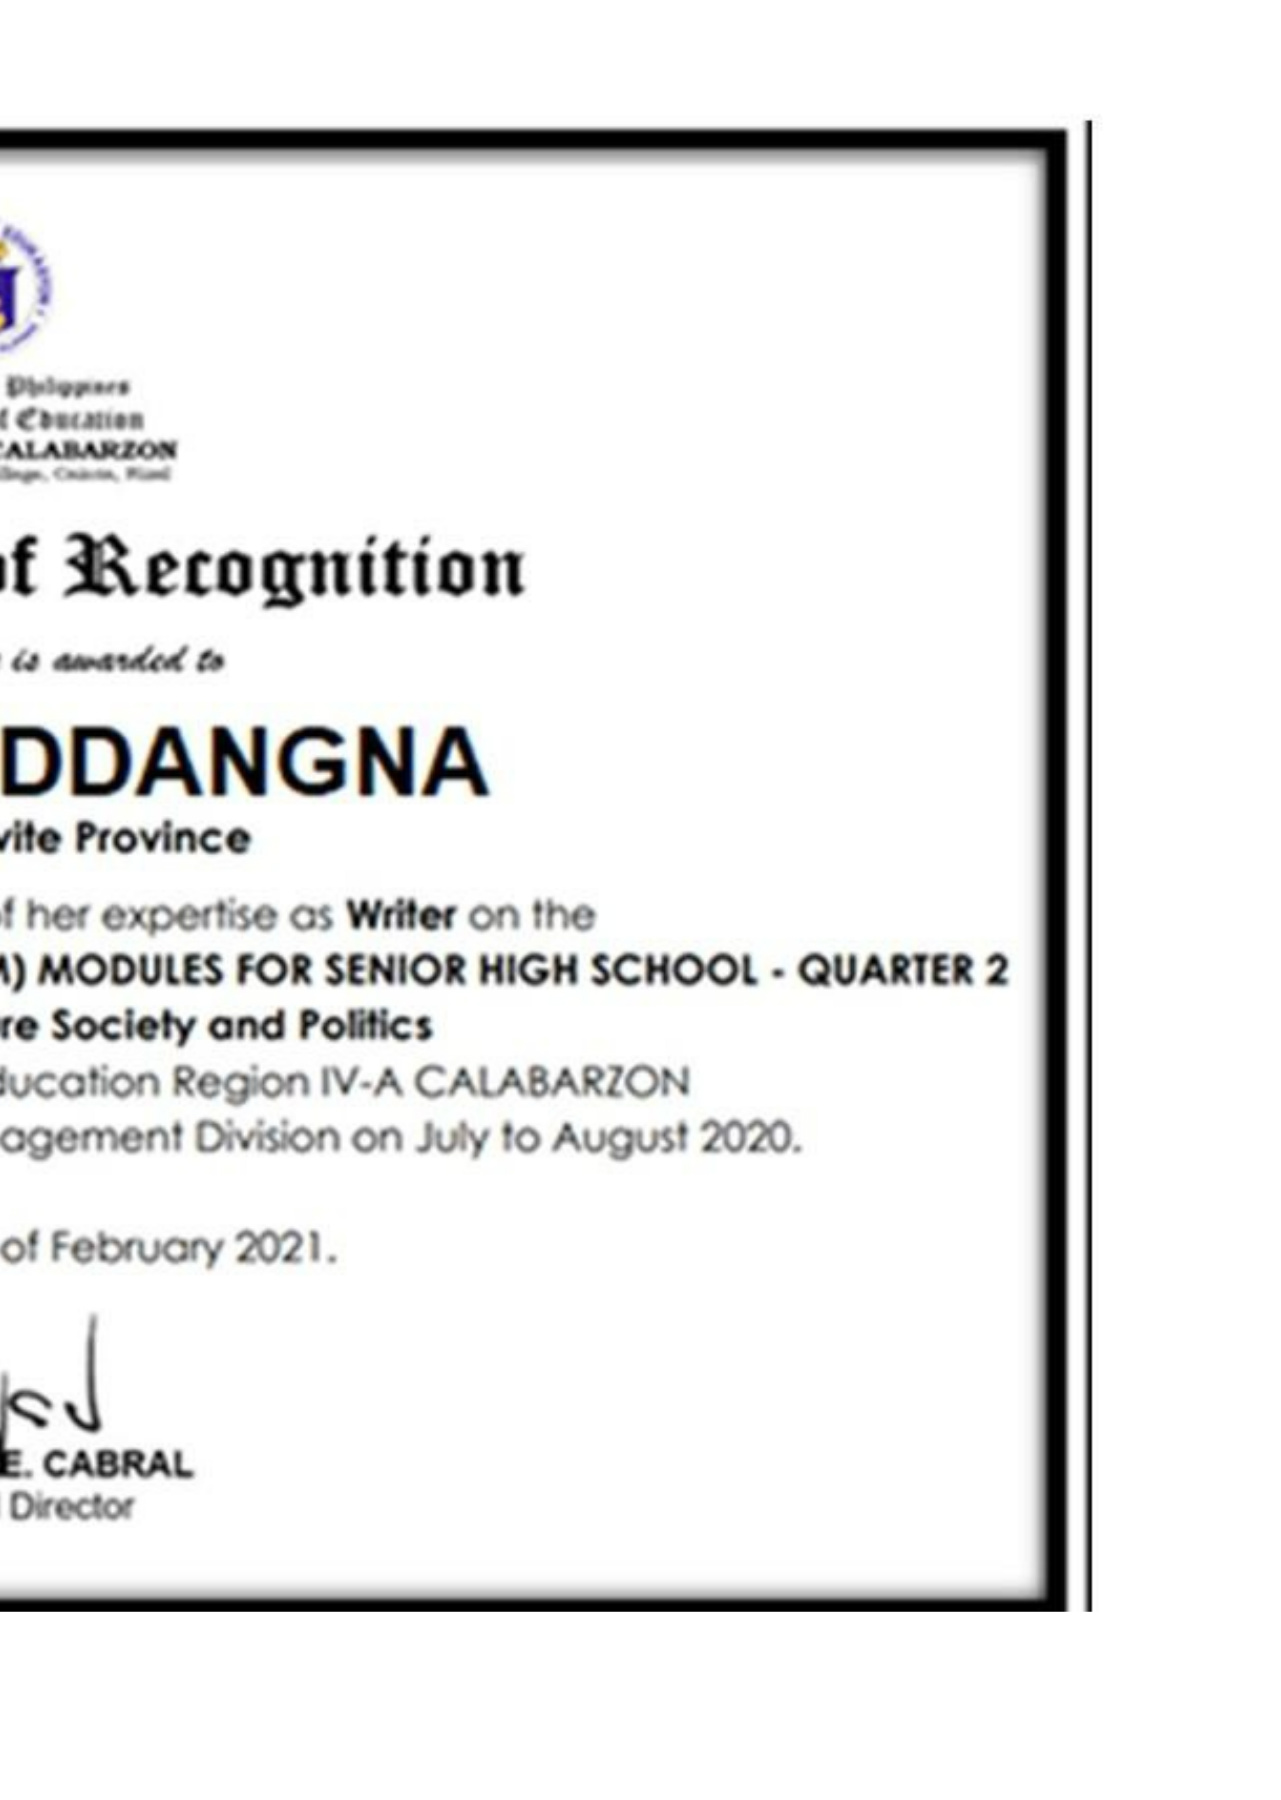 Philippines
f Education
CALABARZON
of Recognition
is awarded to
DDANGNA
vite Province
of her expertise as Writer on the
M) MODULES FOR SENIOR HIGH SCHOOL - QUARTER 2
re Society and Politics
ducation Region IV-A CALABARZON
agement Division on July to August 2020.
of February 2021.
E. CABRAL
l Director